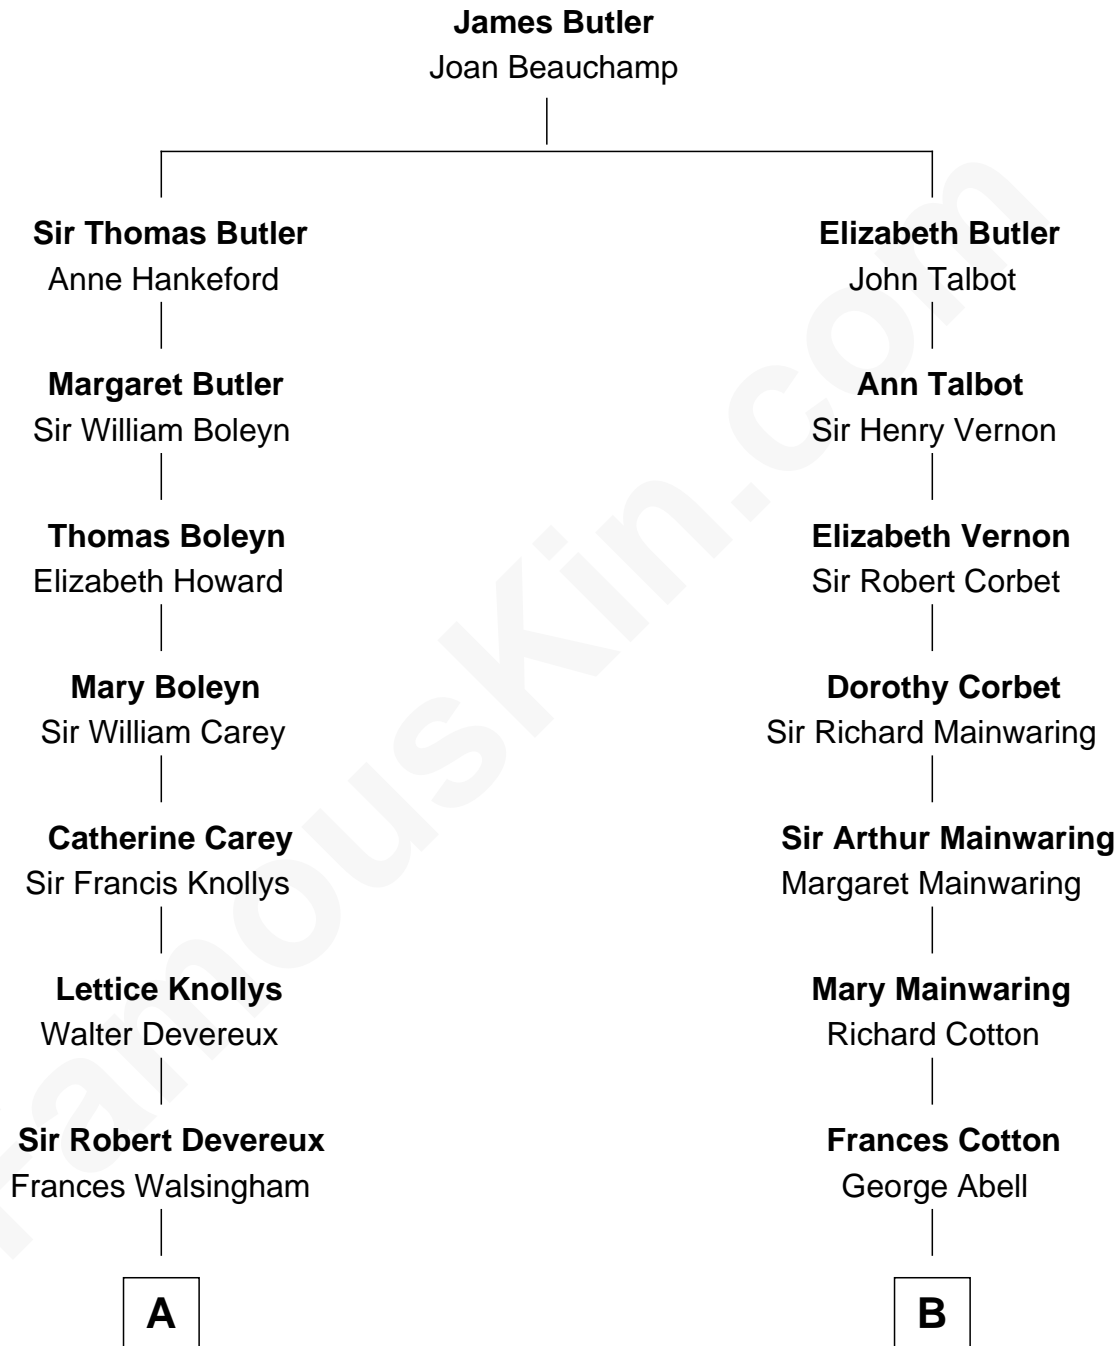 James Butler
Joan Beauchamp
Sir Thomas Butler
Anne Hankeford
Elizabeth Butler
John Talbot
Margaret Butler
Sir William Boleyn
Ann Talbot
Sir Henry Vernon
Thomas Boleyn
Elizabeth Howard
Elizabeth Vernon
Sir Robert Corbet
Mary Boleyn
Sir William Carey
Dorothy Corbet
Sir Richard Mainwaring
Catherine Carey
Sir Francis Knollys
Sir Arthur Mainwaring
Margaret Mainwaring
Lettice Knollys
Walter Devereux
Mary Mainwaring
Richard Cotton
Sir Robert Devereux
Frances Walsingham
Frances Cotton
George Abell
A
B
FamousKin.com